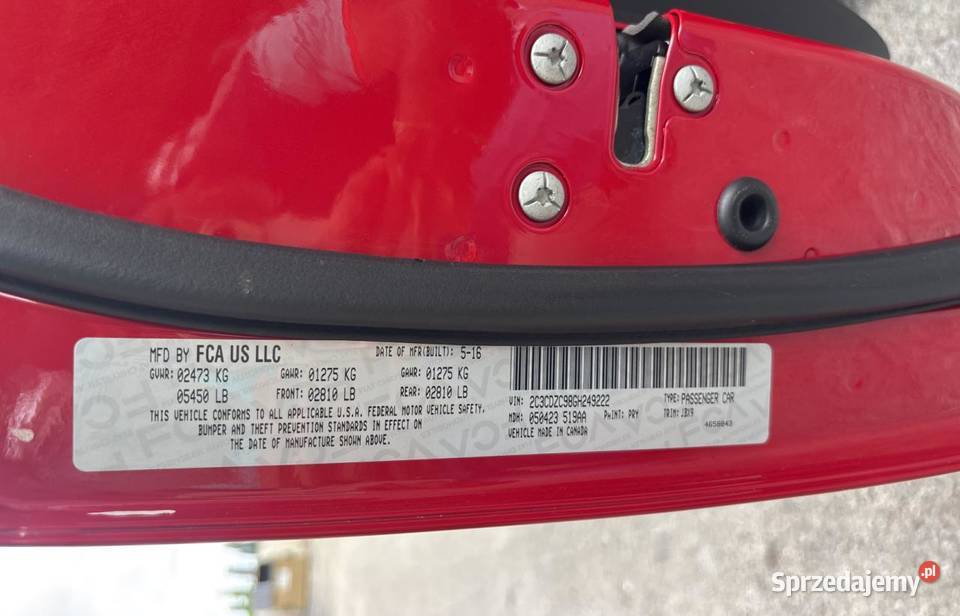 MFD BY FCA US LLC DATE OF MFR(BUILT): 5-16
GVWR: 02473 KG GAWR: 01275 KG GAWR: 01275 KG
05450 LB FRONT: 02810 LB REAR: 02810 LB
THIS VEHICLE CONFORMS TO ALL APPLICABLE U.S.A. FEDERAL MOTOR VEHICLE SAFETY,
BUMPER AND THEFT PREVENTION STANDARDS IN EFFECT ON
THE DATE OF MANUFACTURE SHOWN ABOVE.
VIN: 2C3CDZC98GH249222 TYPE: PASSENGER CAR
MDH: 050423 519AA PAINT: PRY TRIM: JBX9
VEHICLE MADE IN CANADA 4658043
Sprzedajemy.pl